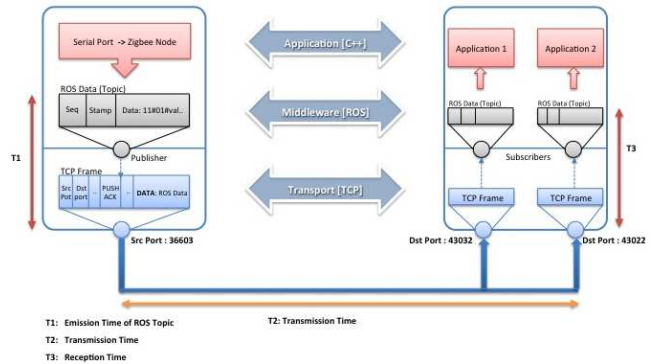 Serial Port -> Zigbee Node
Application [C++]
Application 1
Application 2
ROS Data (Topic)
Seq
Stamp
Data: 11#01#val..
Middleware [ROS]
ROS Data (Topic)
ROS Data (Topic)
T1
Publisher
Subscribers
T3
TCP Frame
Src Pot
Dst port
..
PUSH ACK
..
DATA: ROS Data
Transport [TCP]
TCP Frame
TCP Frame
Src Port : 36603
Dst Port : 43032
Dst Port : 43022
T2: Transmission Time
T1: Emission Time of ROS Topic
T2: Transmission Time
T3: Reception Time